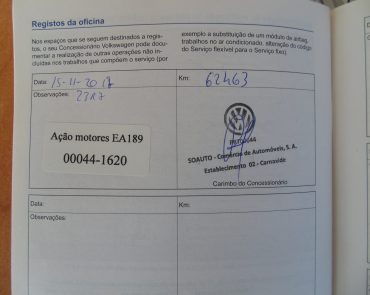 Registos da oficina
Nos espaços que se seguem destinados a regis-
tos, o seu Concessionário Volkswagen pode docu-
mentar a realização de outras operações não in-
cluídas nos trabalhos que compõem o serviço (por
exemplo a substituição de um módulo de airbag,
trabalhos no ar condicionado, alteração do código
do Serviço flexível para o Serviço fixo).
Data: 15-11-2017
Km: 62463
Observações: 23R7
Ação motores EA189
00044-1620
SOAUTO - Comércio de Automóveis, S. A.
Establecimento 02 - Carnaxide
Carimbo do Concessionário
Data:
Km:
Observações: